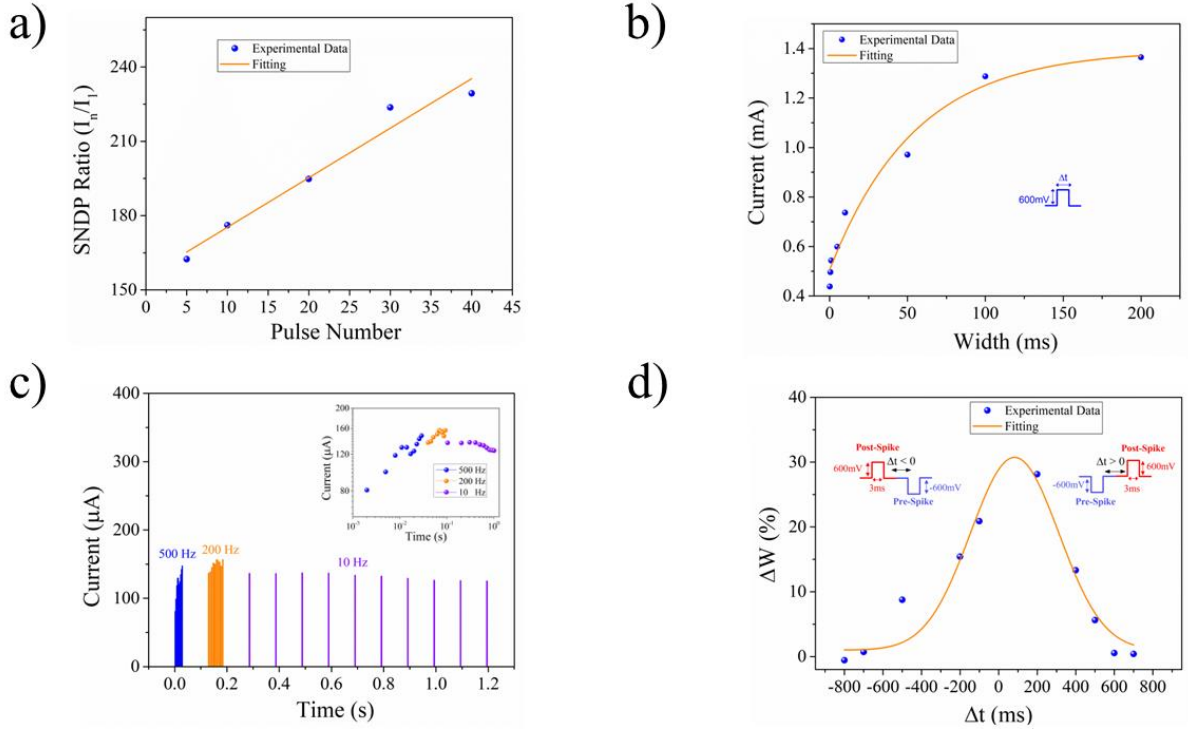 a)
SNDP Ratio (In/I1)
240
210
180
150
Experimental Data
Fitting
0 5 10 15 20 25 30 35 40 45
Pulse Number
b)
Current (mA)
1.4
1.2
1.0
0.8
0.6
0.4
Experimental Data
Fitting
Δt
600mV
0 50 100 150 200
Width (ms)
c)
Current (μA)
400
300
200
100
0
500 Hz
200 Hz
10 Hz
Current (μA)
200
160
120
80
500 Hz
200 Hz
10 Hz
10-3 10-2 10-1 100
Time (s)
0.0 0.2 0.4 0.6 0.8 1.0 1.2
Time (s)
d)
ΔW (%)
40
30
20
10
0
Experimental Data
Fitting
Post-Spike
600mV
Δt < 0
3ms
-600mV
Pre-Spike
Post-Spike
Δt > 0
600mV
-600mV
3ms
Pre-Spike
-800 -600 -400 -200 0 200 400 600 800
Δt (ms)